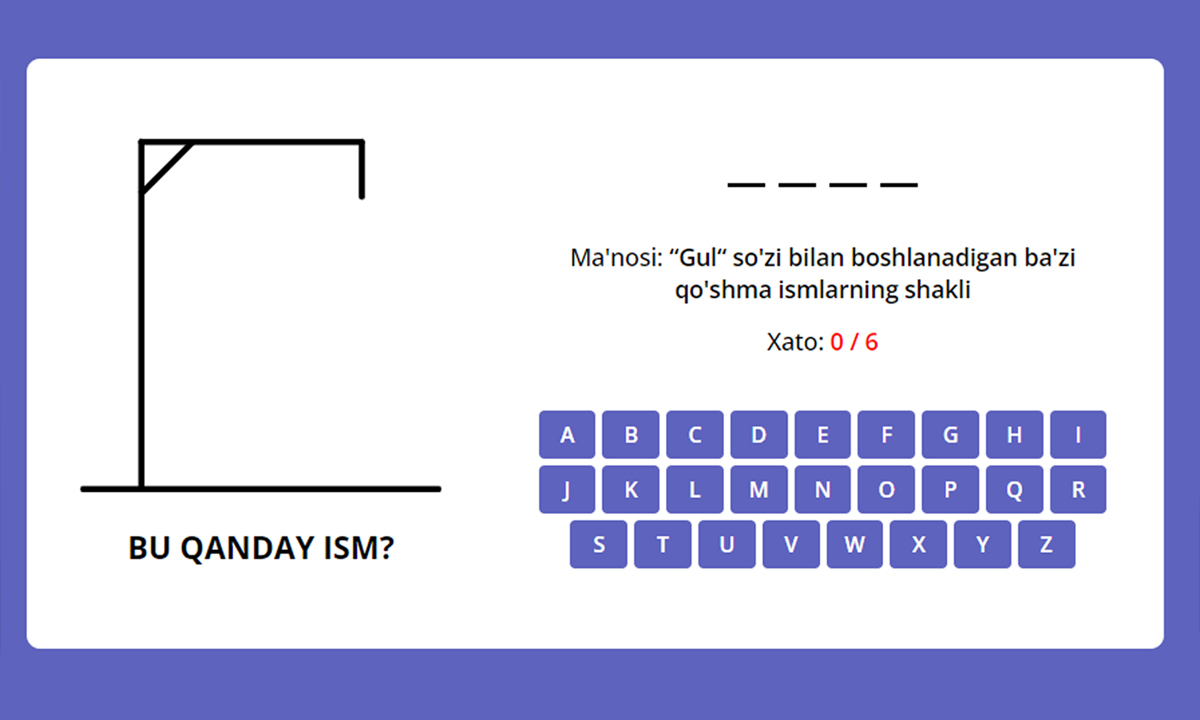 Ma'nosi: “Gul“ so'zi bilan boshlanadigan ba'zi
qo'shma ismlarning shakli
Xato: 0 / 6
A B C D E F G H I
J K L M N O P Q R
S T U V W X Y Z
BU QANDAY ISM?